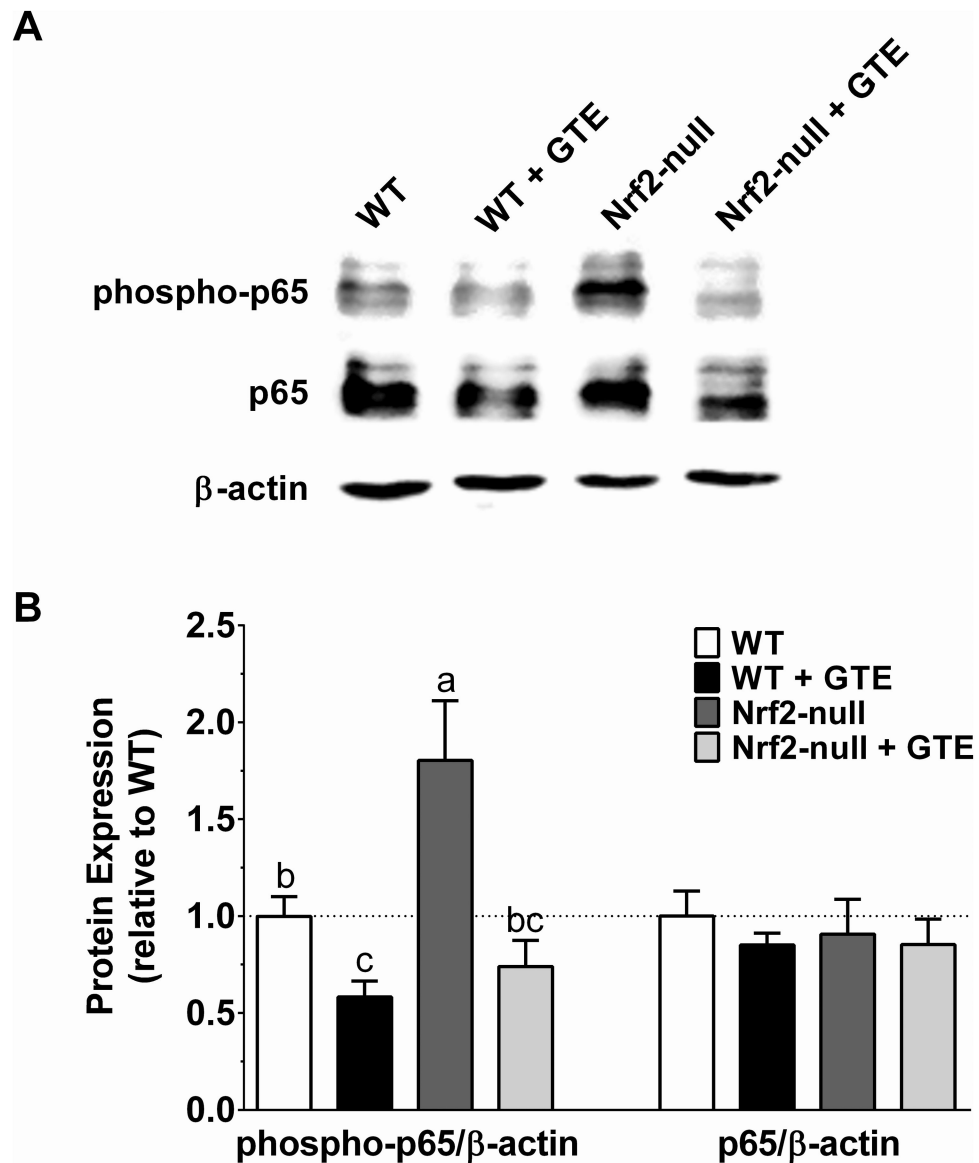 A
WT
WT + GTE
Nrf2-null
Nrf2-null + GTE
phospho-p65
p65
β-actin
B
Protein Expression
(relative to WT)
2.5
2.0
1.5
1.0
0.5
0.0
WT
WT + GTE
Nrf2-null
Nrf2-null + GTE
b
c
a
bc
phospho-p65/β-actin
p65/β-actin